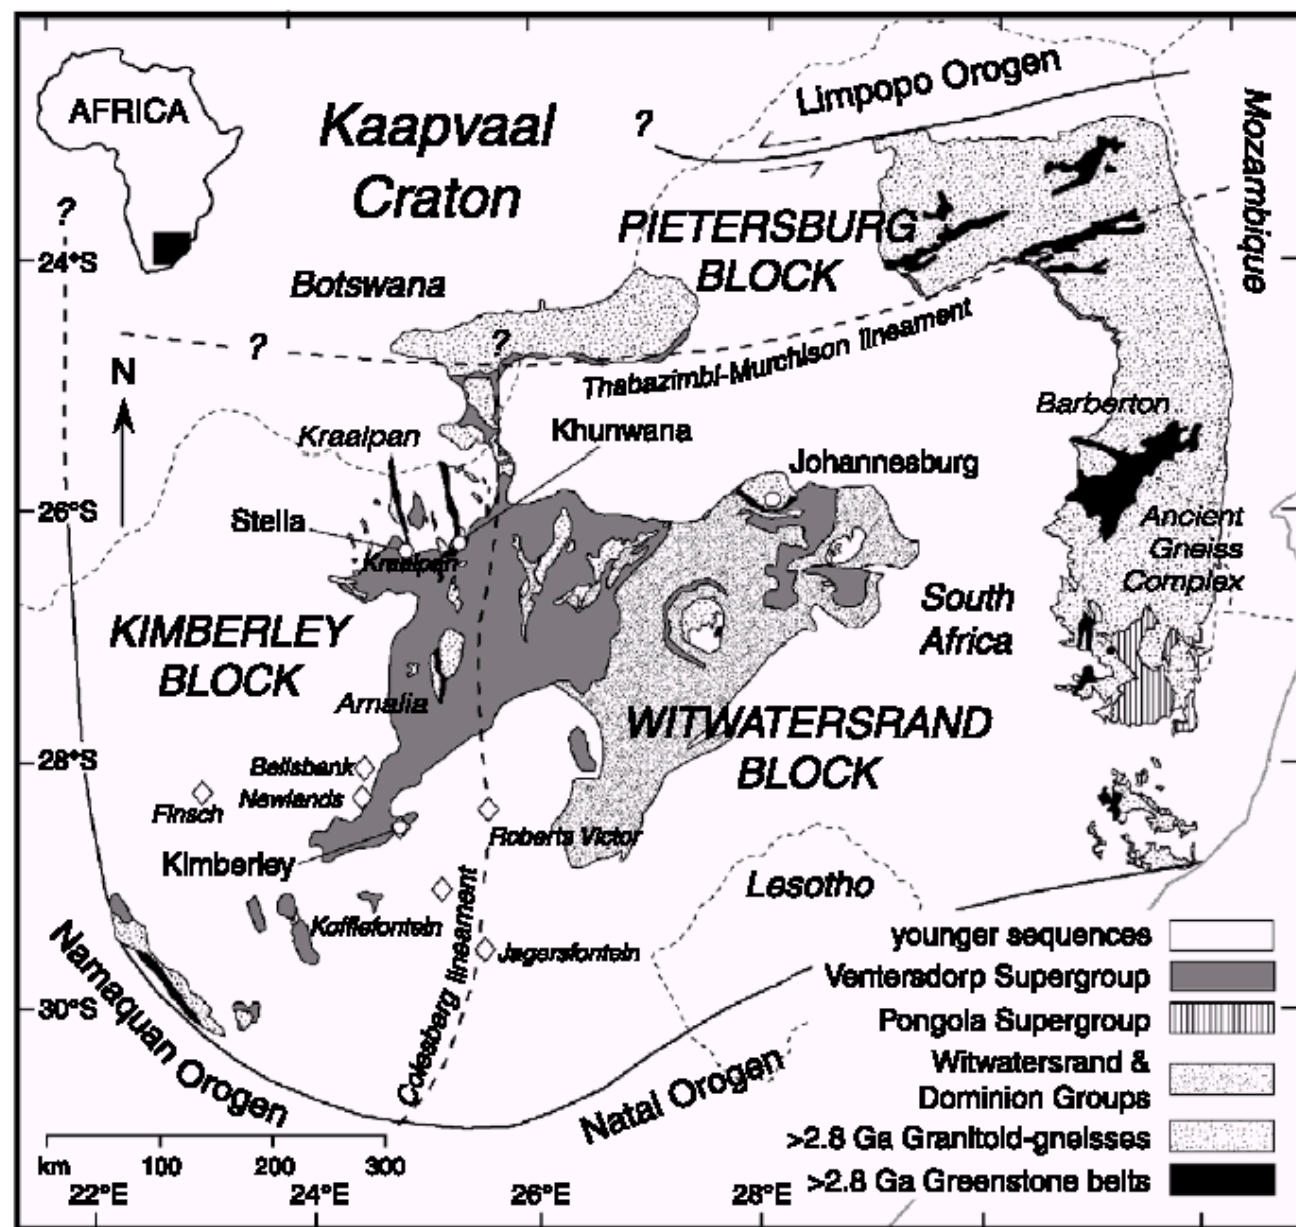 AFRICA
Kaapvaal
Craton
?
Limpopo Orogen
Mozambique
?
PIETERSBURG
BLOCK
24°S
Botswana
?
?
Thabazimbi-Murchison lineament
N
Kraaipan
Khunwana
Barberton
Johannesburg
26°S
Stella
Kraaipan
Ancient
Gneiss
Complex
South
Africa
KIMBERLEY
BLOCK
Amalia
WITWATERSRAND
BLOCK
28°S
Bellsbank
Newlands
Finsch
Roberts Victor
Kimberley
Lesotho
Koffiefontein
Jagersfontein
Colesberg lineament
30°S
Namaquan Orogen
Natal Orogen
younger sequences
Ventersdorp Supergroup
Pongola Supergroup
Witwatersrand &
Dominion Groups
>2.8 Ga Granitoid-gneisses
>2.8 Ga Greenstone belts
km 100 200 300
22°E 24°E 26°E 28°E